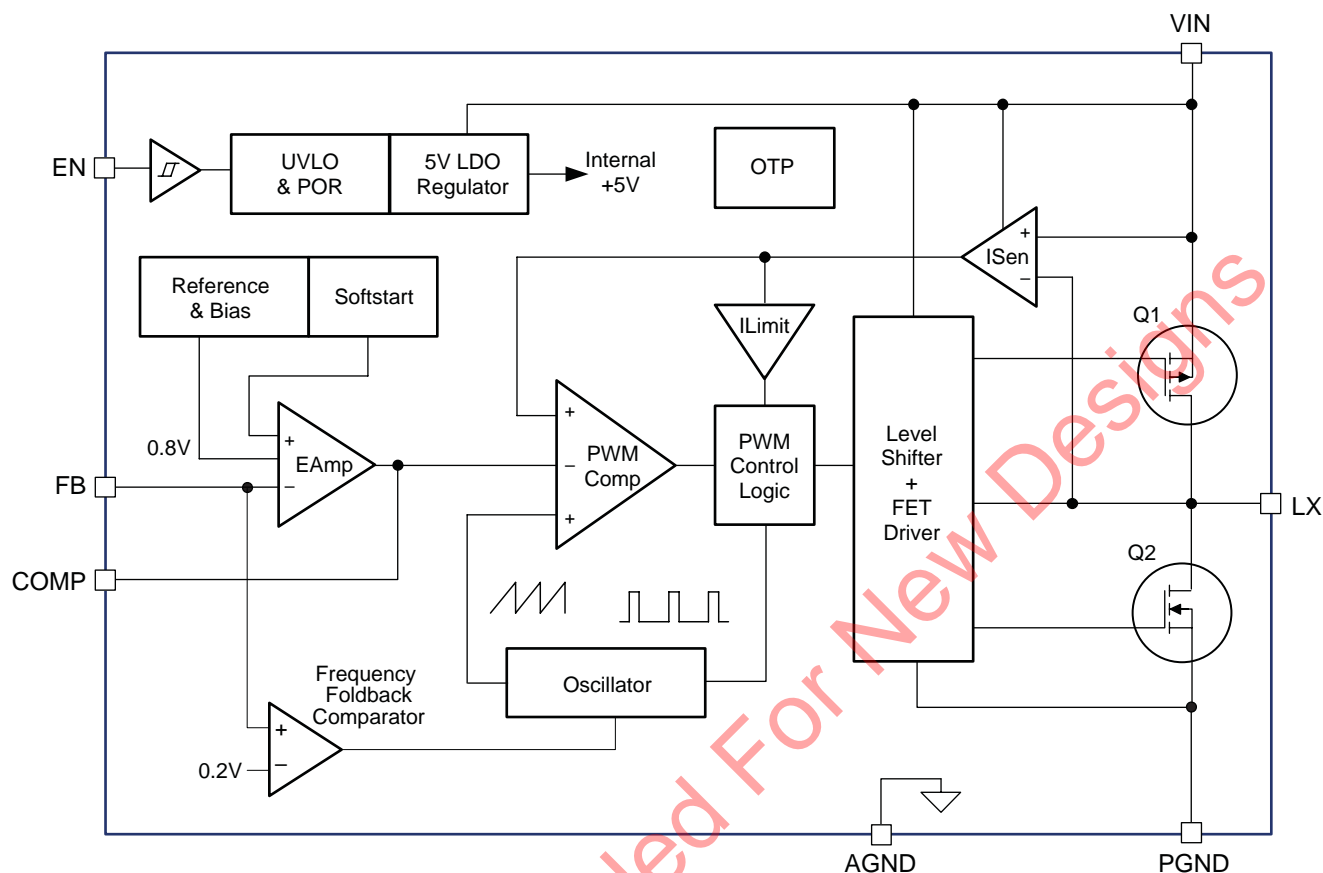 VIN
EN
UVLO
& POR
5V LDO
Regulator
Internal
+5V
OTP
+
ISen
−
Reference
& Bias
Softstart
ILimit
Q1
+
0.8V
EAmp
−
FB
+
−
PWM
Comp
+
PWM
Control
Logic
Level
Shifter
+
FET
Driver
LX
COMP
Q2
Frequency
Foldback
Comparator
Oscillator
+
0.2V
−
AGND
PGND
For New Designs